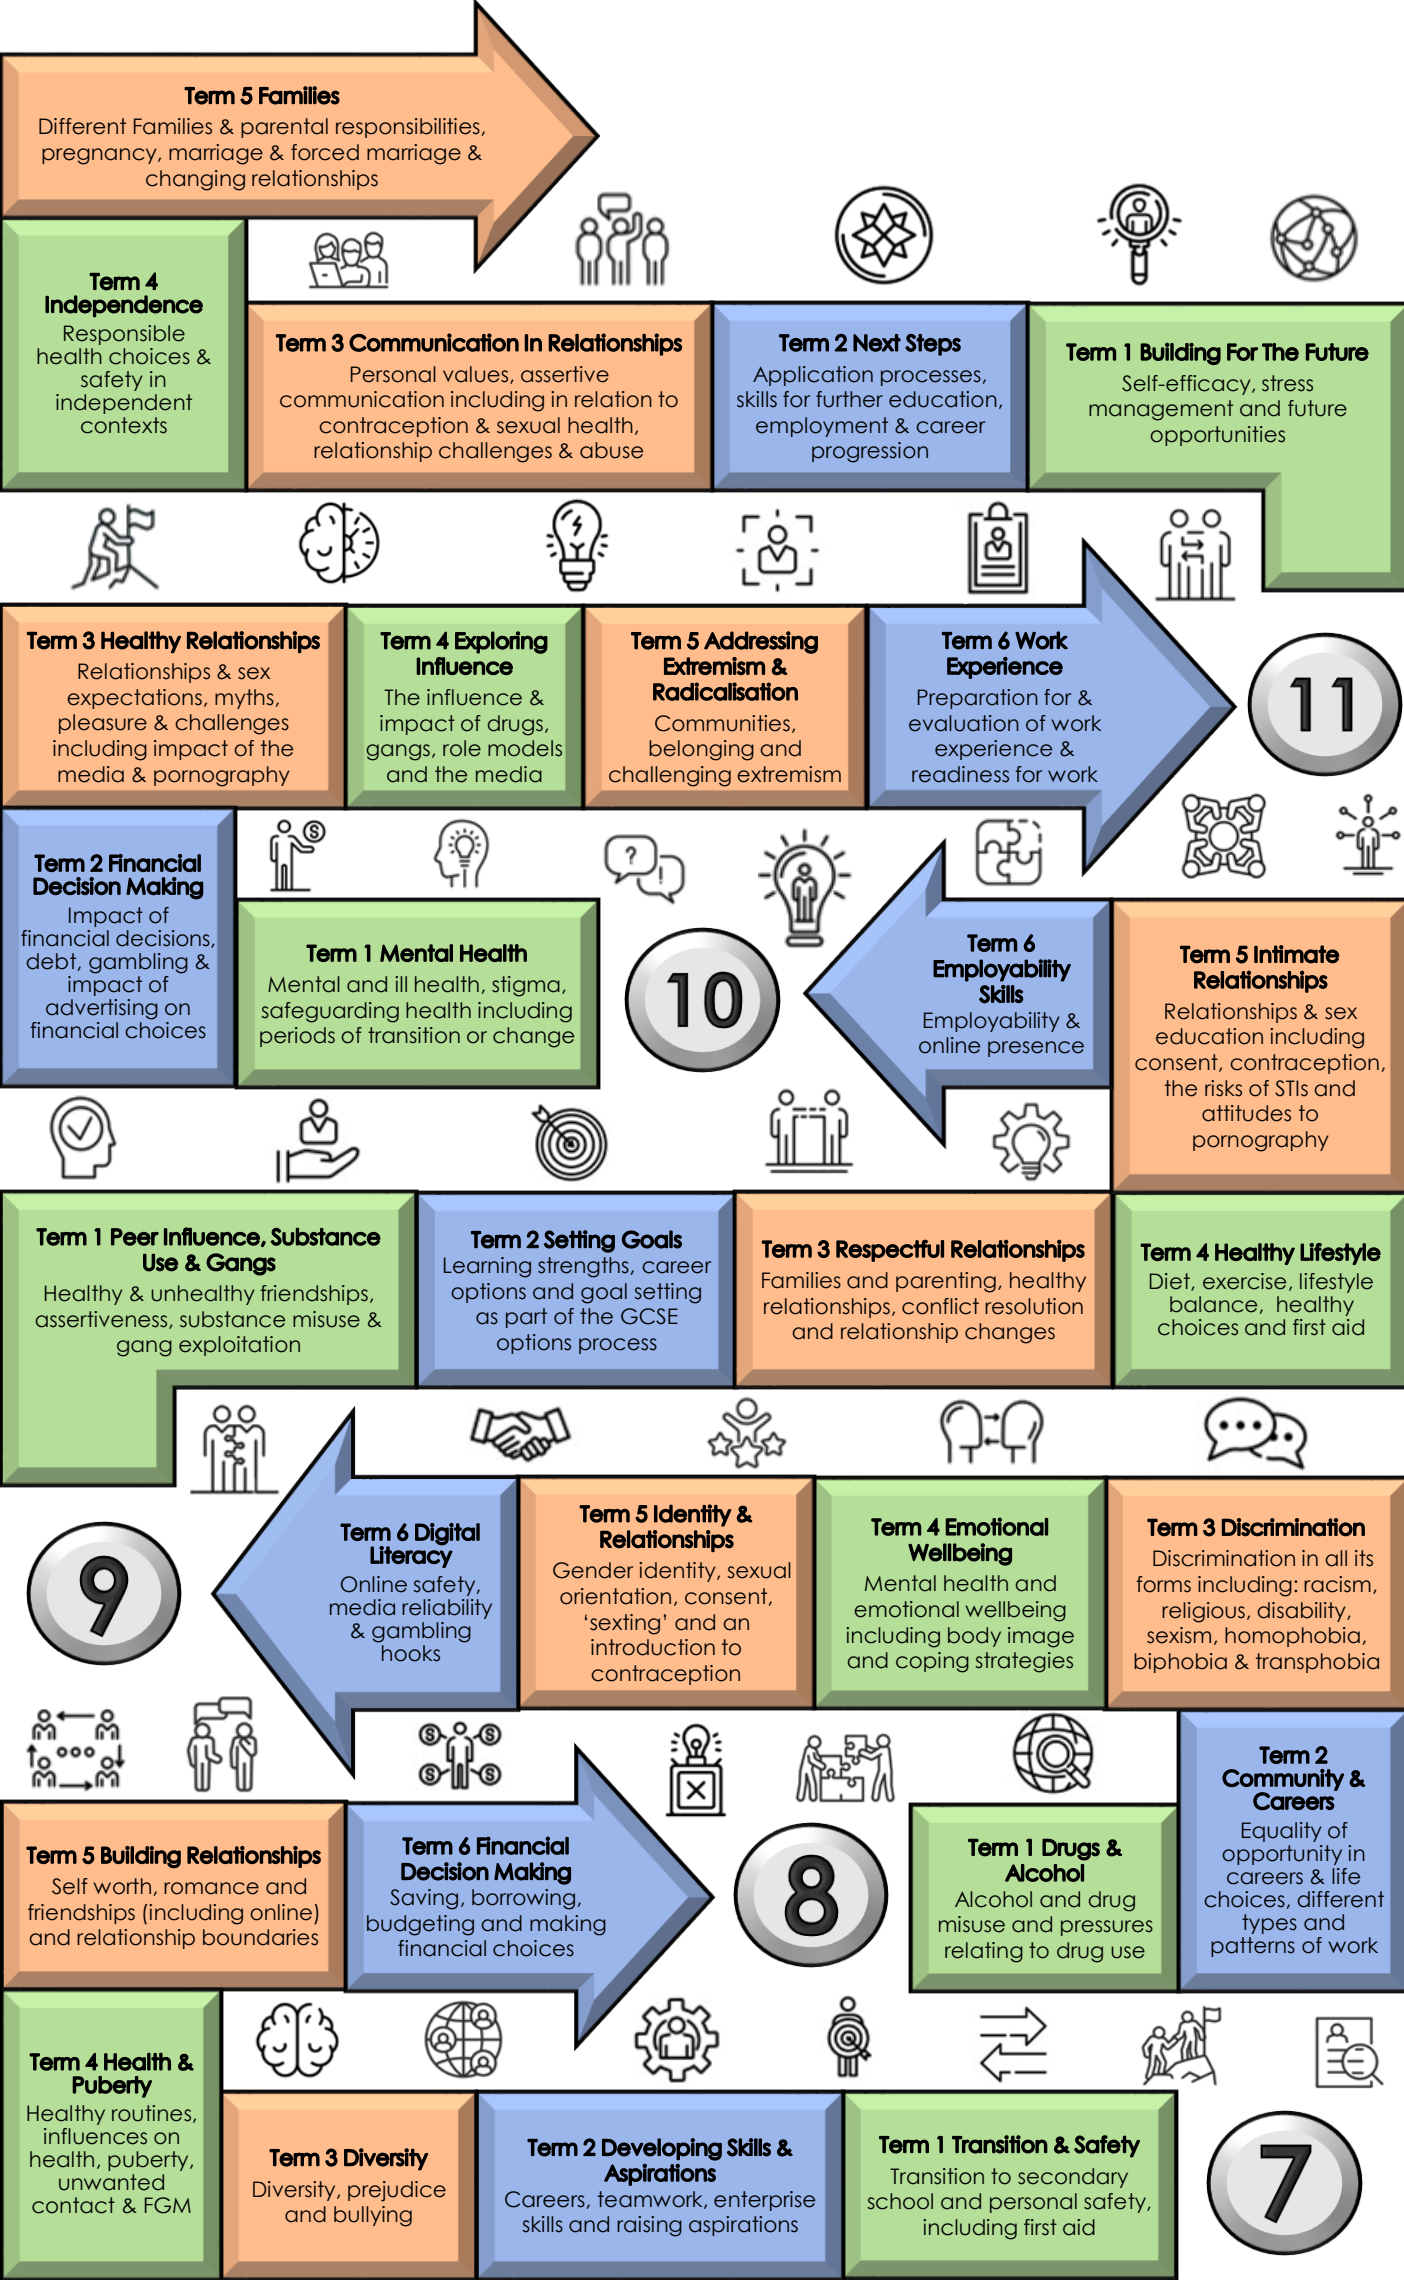 Term 5 Families
Different Families & parental responsibilities,
pregnancy, marriage & forced marriage &
changing relationships
Term 4
Independence
Responsible
health choices &
safety in
independent
contexts
Term 3 Communication In Relationships
Personal values, assertive
communication including in relation to
contraception & sexual health,
relationship challenges & abuse
Term 2 Next Steps
Application processes,
skills for further education,
employment & career
progression
Term 1 Building For The Future
Self-efficacy, stress
management and future
opportunities
Term 3 Healthy Relationships
Relationships & sex
expectations, myths,
pleasure & challenges
including impact of the
media & pornography
Term 4 Exploring
Influence
The influence &
impact of drugs,
gangs, role models
and the media
Term 5 Addressing
Extremism &
Radicalisation
Communities,
belonging and
challenging extremism
Term 6 Work
Experience
Preparation for &
evaluation of work
experience &
readiness for work
11
Term 2 Financial
Decision Making
Impact of
financial decisions,
debt, gambling &
impact of
advertising on
financial choices
Term 1 Mental Health
Mental and ill health, stigma,
safeguarding health including
periods of transition or change
10
Term 6
Employability
Skills
Employability &
online presence
Term 5 Intimate
Relationships
Relationships & sex
education including
consent, contraception,
the risks of STIs and
attitudes to
pornography
Term 1 Peer Influence, Substance
Use & Gangs
Healthy & unhealthy friendships,
assertiveness, substance misuse &
gang exploitation
Term 2 Setting Goals
Learning strengths, career
options and goal setting
as part of the GCSE
options process
Term 3 Respectful Relationships
Families and parenting, healthy
relationships, conflict resolution
and relationship changes
Term 4 Healthy Lifestyle
Diet, exercise, lifestyle
balance, healthy
choices and first aid
9
Term 6 Digital
Literacy
Online safety,
media reliability
& gambling
hooks
Term 5 Identity &
Relationships
Gender identity, sexual
orientation, consent,
‘sexting’ and an
introduction to
contraception
Term 4 Emotional
Wellbeing
Mental health and
emotional wellbeing
including body image
and coping strategies
Term 3 Discrimination
Discrimination in all its
forms including: racism,
religious, disability,
sexism, homophobia,
biphobia & transphobia
Term 5 Building Relationships
Self worth, romance and
friendships (including online)
and relationship boundaries
Term 6 Financial
Decision Making
Saving, borrowing,
budgeting and making
financial choices
8
Term 1 Drugs &
Alcohol
Alcohol and drug
misuse and pressures
relating to drug use
Term 2
Community &
Careers
Equality of
opportunity in
careers & life
choices, different
types and
patterns of work
Term 4 Health &
Puberty
Healthy routines,
influences on
health, puberty,
unwanted
contact & FGM
Term 3 Diversity
Diversity, prejudice
and bullying
Term 2 Developing Skills &
Aspirations
Careers, teamwork, enterprise
skills and raising aspirations
Term 1 Transition & Safety
Transition to secondary
school and personal safety,
including first aid
7